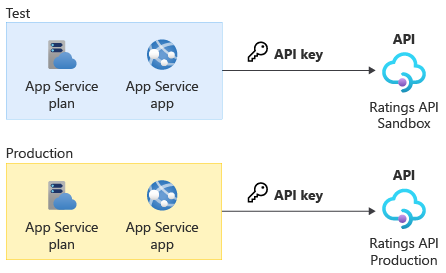 Test
App Service
plan
App Service
app
API key
API
Ratings API
Sandbox
Production
App Service
plan
App Service
app
API key
API
Ratings API
Production